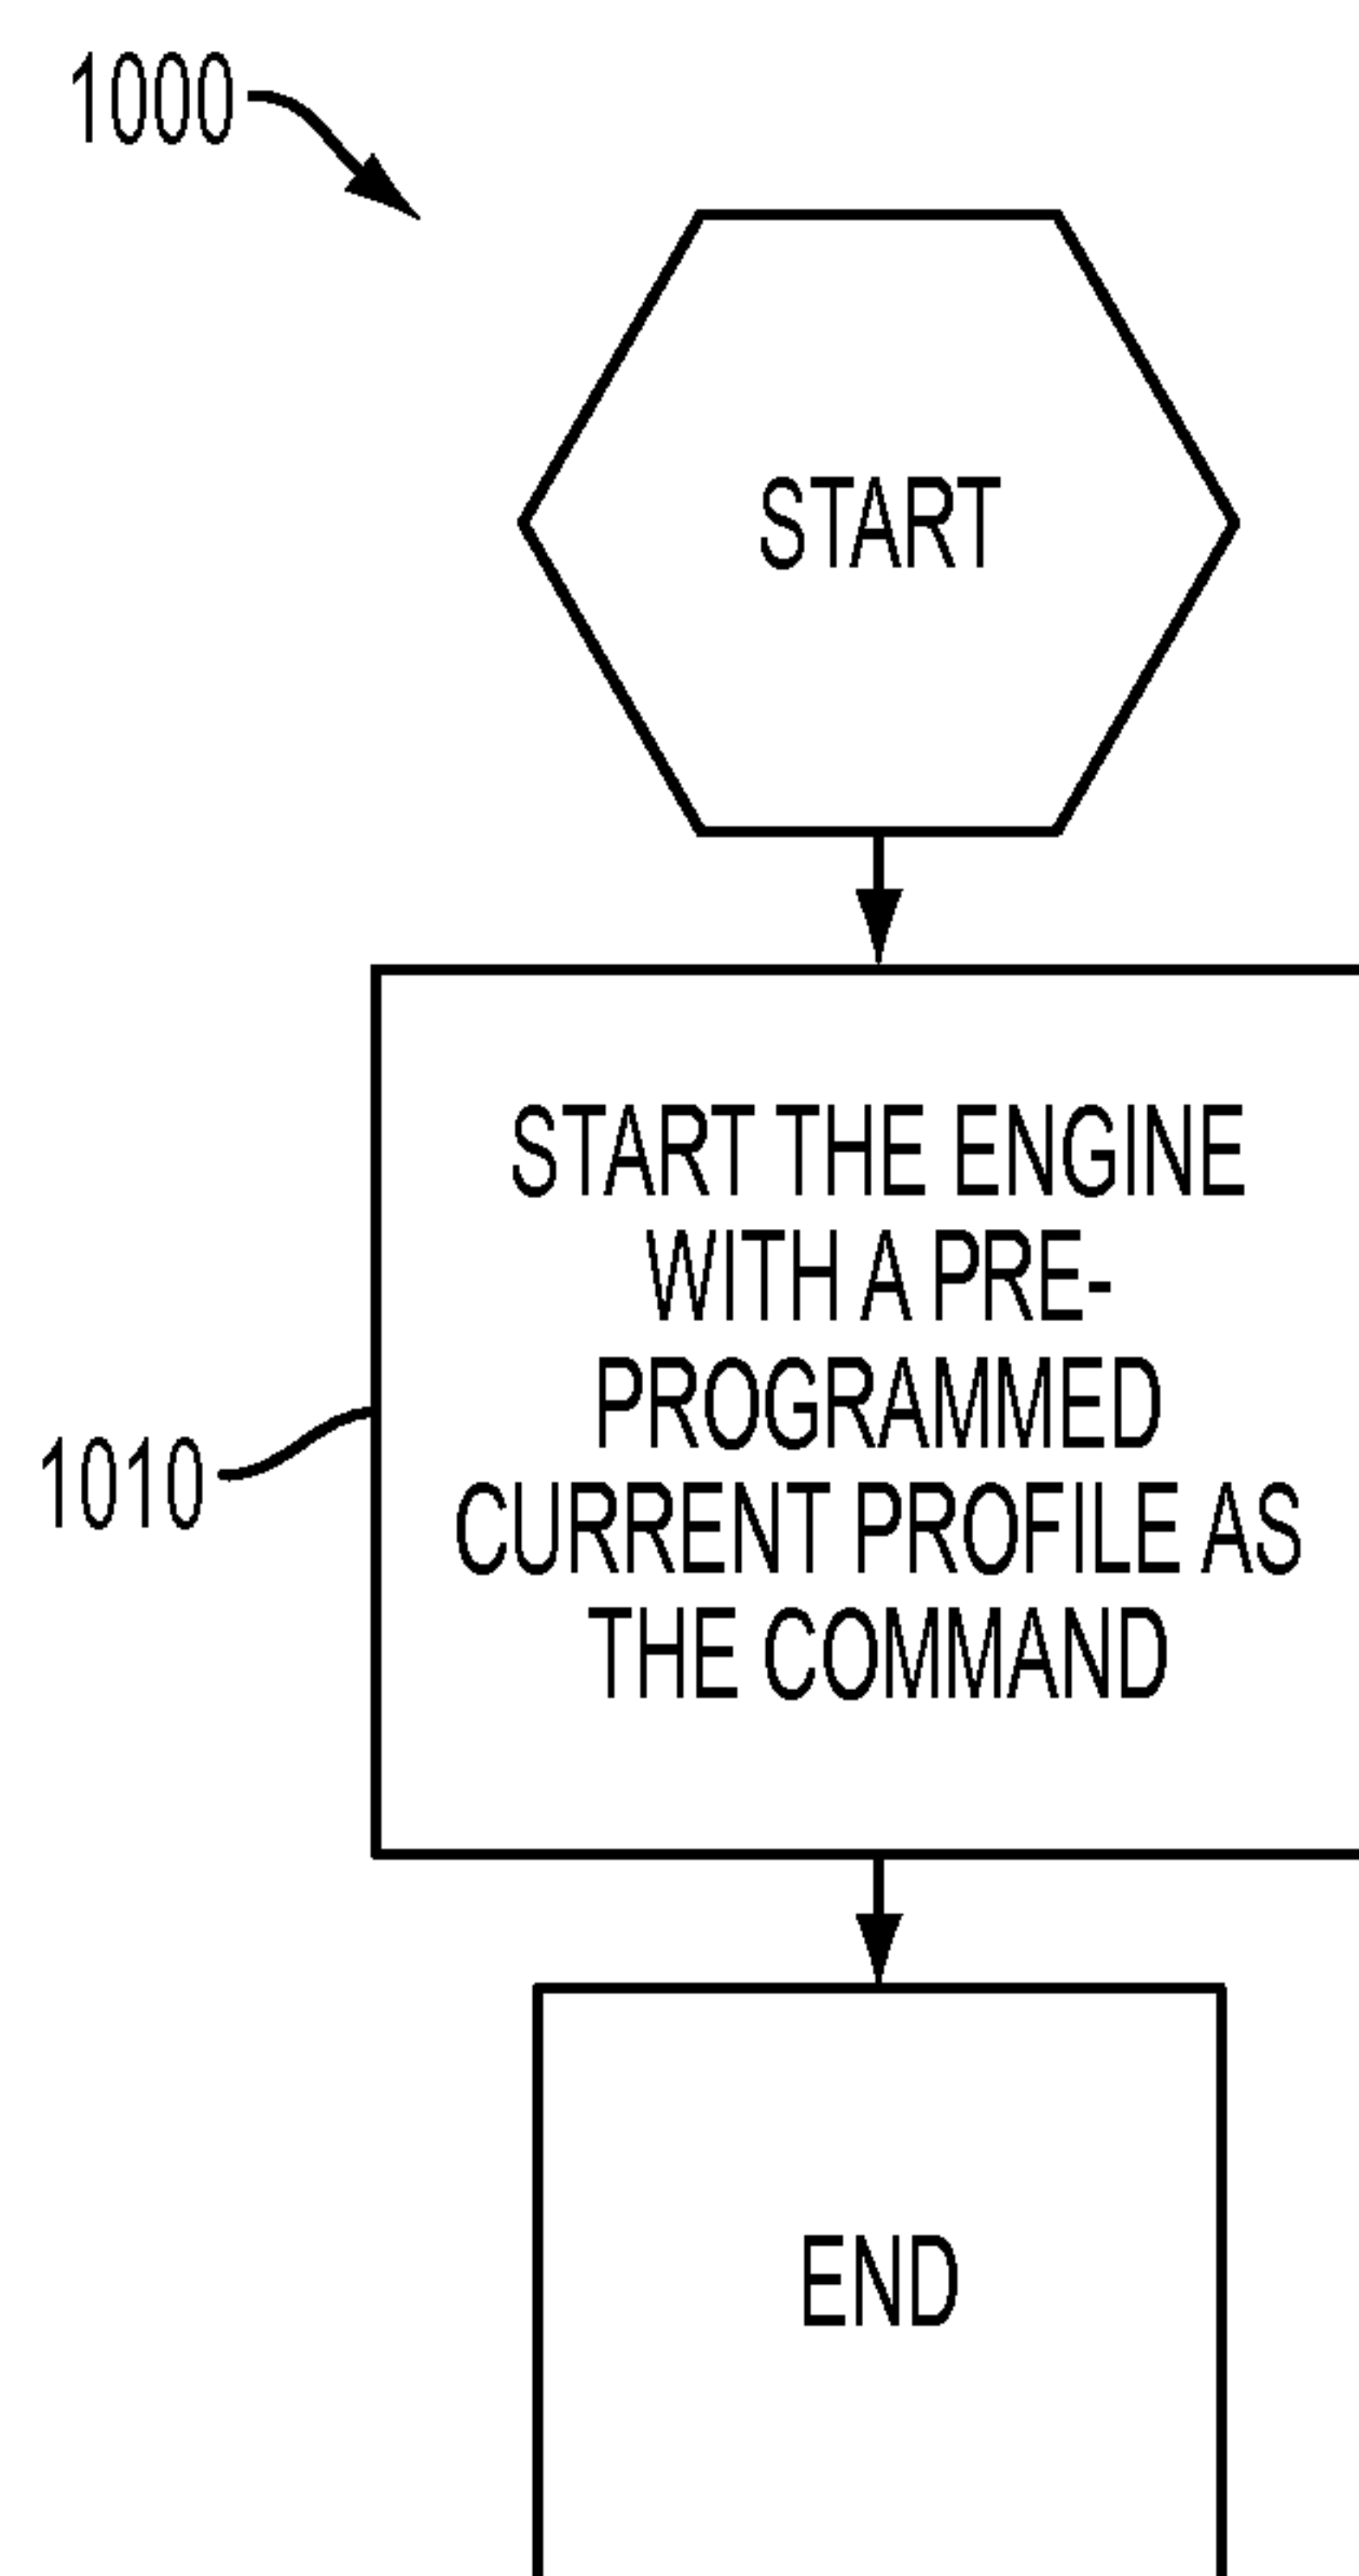 1000
START
START THE ENGINE
WITH A PRE-
PROGRAMMED
CURRENT PROFILE AS
THE COMMAND
1010
END